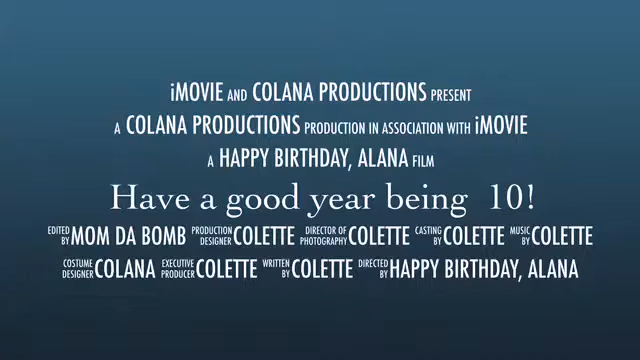 iMOVIE AND COLANA PRODUCTIONS PRESENT
A COLANA PRODUCTIONS PRODUCTION IN ASSOCIATION WITH iMOVIE
A HAPPY BIRTHDAY, ALANA FILM
Have a good year being 10!
EDITED BY MOM DA BOMB PRODUCTION DESIGNER COLETTE DIRECTOR OF PHOTOGRAPHY COLETTE CASTING BY COLETTE MUSIC BY COLETTE
COSTUME DESIGNER COLANA EXECUTIVE PRODUCER COLETTE WRITTEN BY COLETTE DIRECTED BY HAPPY BIRTHDAY, ALANA